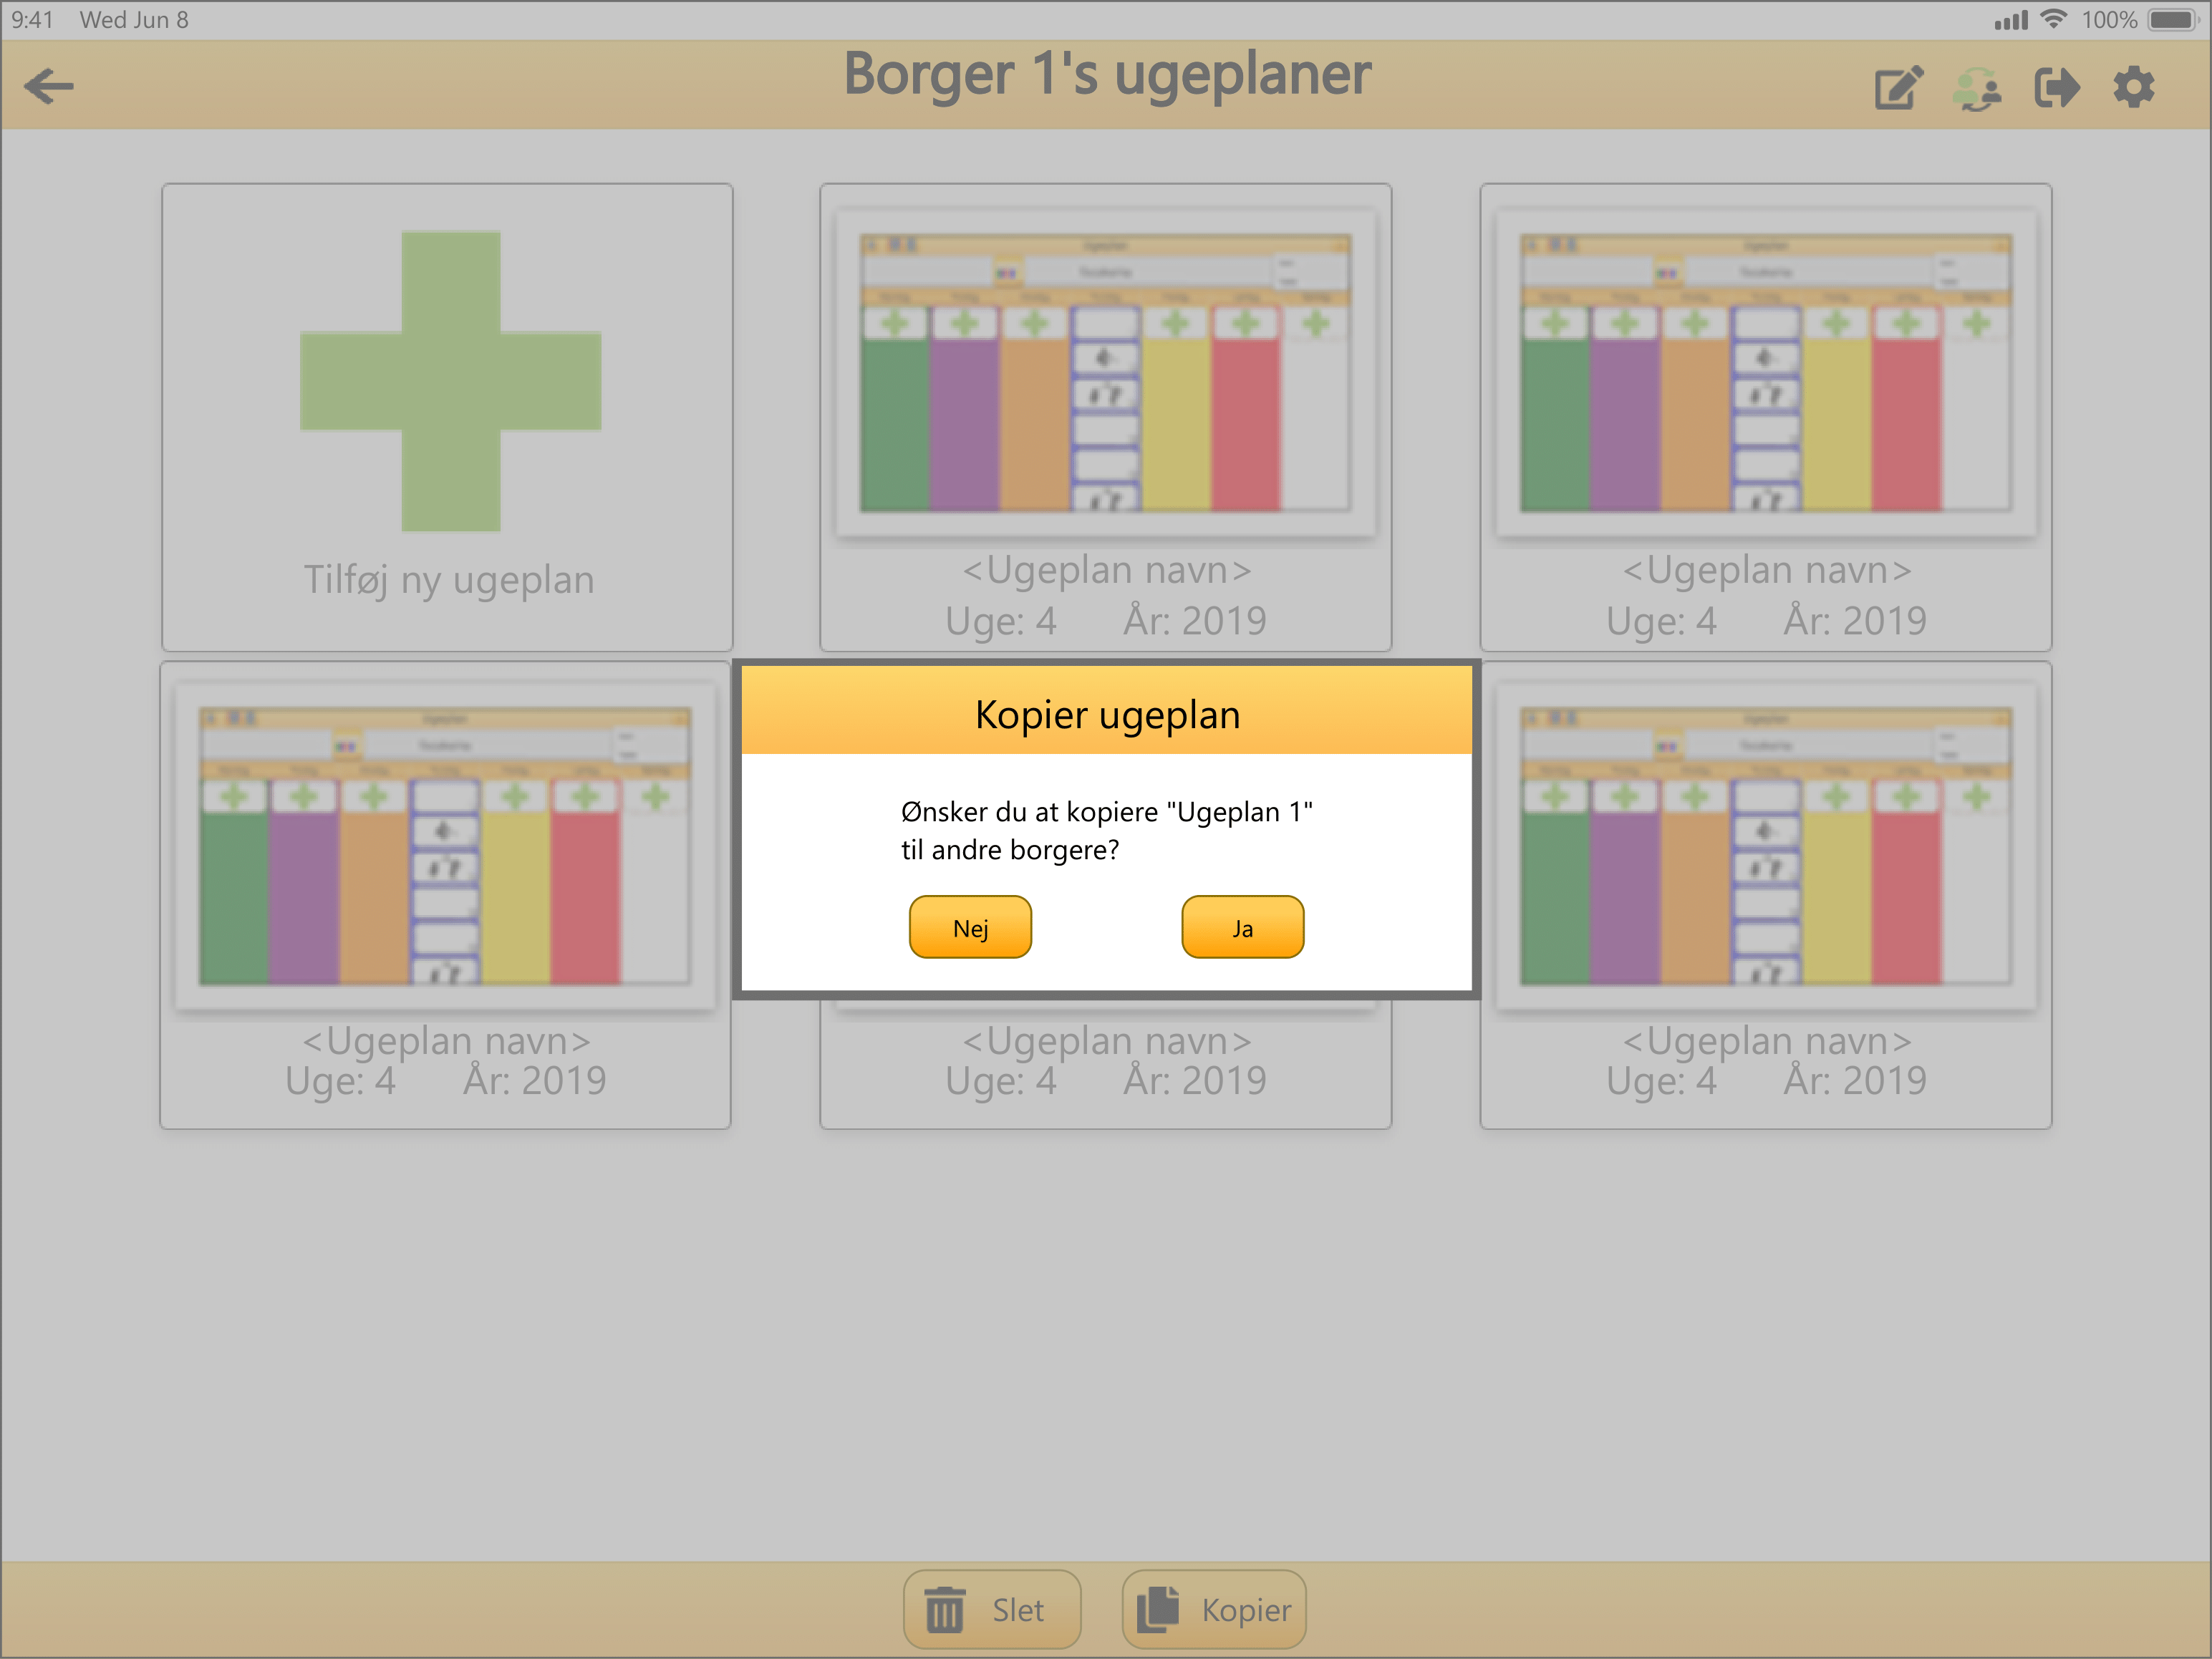 9:41 Wed Jun 8 100%
Borger 1's ugeplaner
Tilføj ny ugeplan
<Ugeplan navn>
Uge: 4 År: 2019
<Ugeplan navn>
Uge: 4 År: 2019
Kopier ugeplan
Ønsker du at kopiere "Ugeplan 1"
til andre borgere?
Nej
Ja
<Ugeplan navn>
Uge: 4 År: 2019
<Ugeplan navn>
Uge: 4 År: 2019
<Ugeplan navn>
Uge: 4 År: 2019
Slet
Kopier